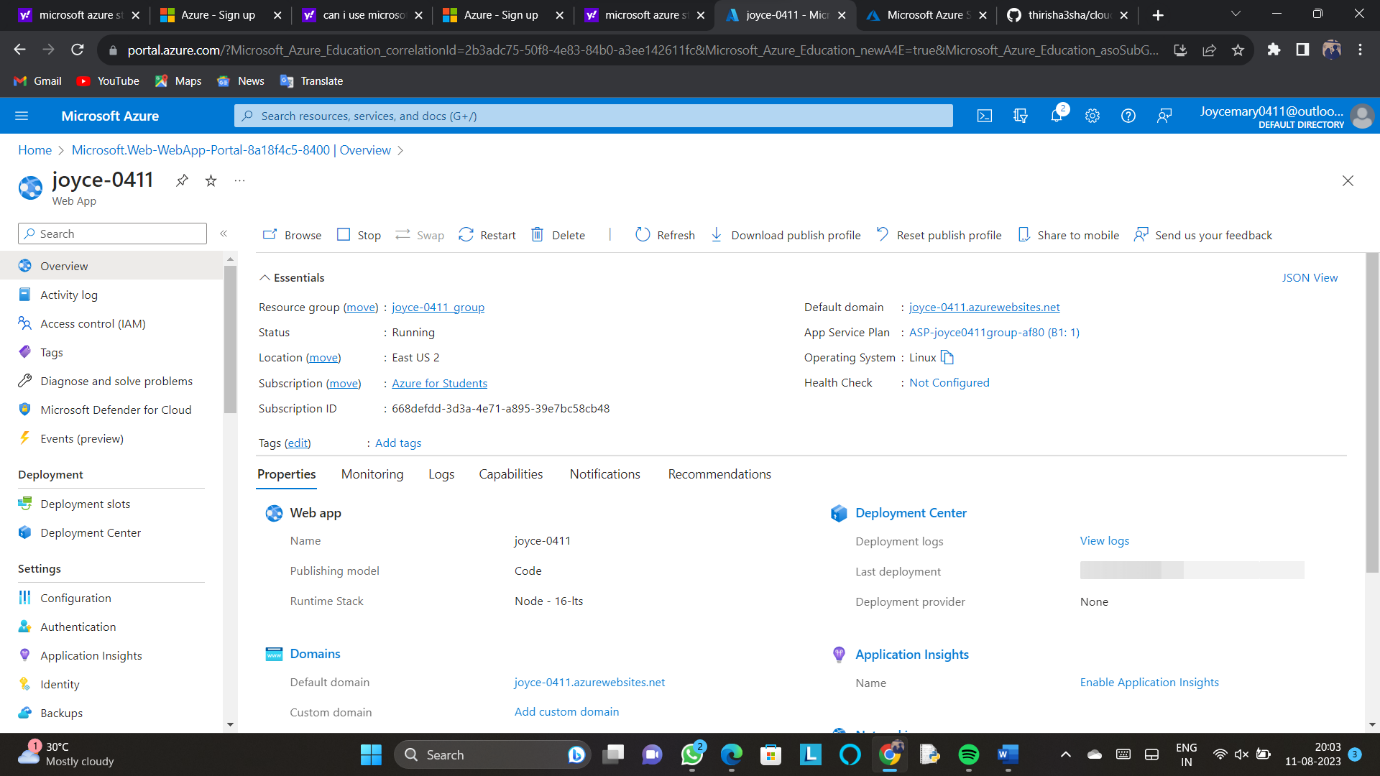 microsoft azure s
Azure - Sign up
can i use microso
Azure - Sign up
microsoft azure st
joyce-0411 - Micr
Microsoft Azure S
thirisha3sha/clou
portal.azure.com/?Microsoft_Azure_Education_correlationId=2b3adc75-50f8-4e83-84b0-a3ee142611fc&Microsoft_Azure_Education_newA4E=true&Microsoft_Azure_Education_asoSubG...
Gmail YouTube Maps News Translate
Microsoft Azure
Search resources, services, and docs (G+/)
2
Joycemary0411@outloo...
DEFAULT DIRECTORY
Home > Microsoft.Web-WebApp-Portal-8a18f4c5-8400 | Overview >
joyce-0411
Web App
Search
Browse Stop Swap Restart Delete Refresh Download publish profile Reset publish profile Share to mobile Send us your feedback
Overview
Activity log
Access control (IAM)
Tags
Diagnose and solve problems
Microsoft Defender for Cloud
Events (preview)
Deployment
Deployment slots
Deployment Center
Settings
Configuration
Authentication
Application Insights
Identity
Backups
Essentials
JSON View
Resource group (move) : joyce-0411_group
Status : Running
Location (move) : East US 2
Subscription (move) : Azure for Students
Subscription ID : 668defdd-3d3a-4e71-a895-39e7bc58cb48
Default domain : joyce-0411.azurewebsites.net
App Service Plan : ASP-joyce0411group-af80 (B1: 1)
Operating System : Linux
Health Check : Not Configured
Tags (edit) : Add tags
Properties Monitoring Logs Capabilities Notifications Recommendations
Web app
Name joyce-0411
Publishing model Code
Runtime Stack Node - 16-lts
Domains
Default domain joyce-0411.azurewebsites.net
Custom domain Add custom domain
Deployment Center
Deployment logs View logs
Last deployment
Deployment provider None
Application Insights
Name Enable Application Insights
1
30°C
Mostly cloudy
Search
2
ENG
IN
20:03
11-08-2023
3